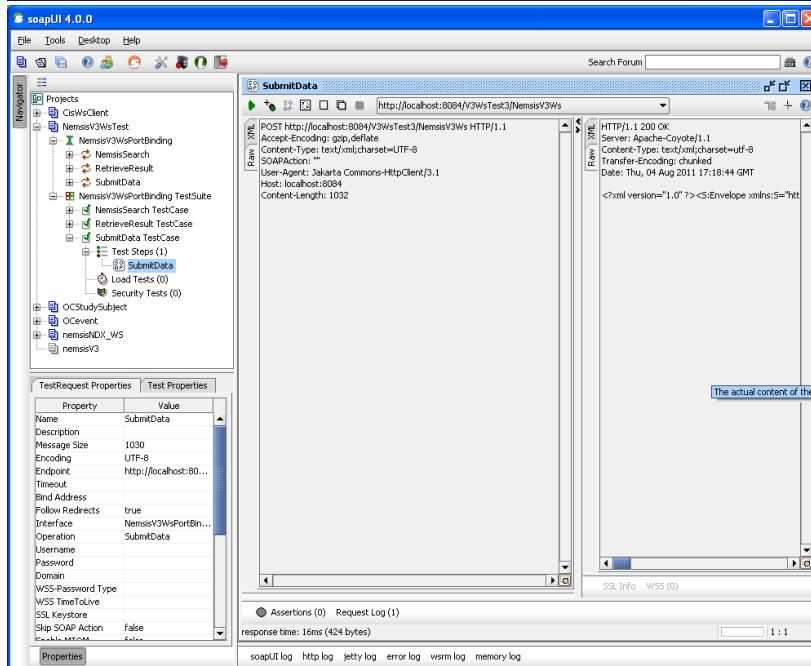 soapUI 4.0.0
File Tools Desktop Help
Search Forum
Navigator
Projects
CisWsClient
NemsisV3WsTest
NemsisV3WsPortBinding
NemsisSearch
RetrieveResult
SubmitData
NemsisV3WsPortBinding TestSuite
NemsisSearch TestCase
RetrieveResult TestCase
SubmitData TestCase
Test Steps (1)
SubmitData
Load Tests (0)
Security Tests (0)
OCStudySubject
OCevent
nemsisNDX_WS
nemsisV3
TestRequest Properties Test Properties
Property Value
Name SubmitData
Description
Message Size 1030
Encoding UTF-8
Endpoint http://localhost:80...
Timeout
Bind Address
Follow Redirects true
Interface NemsisV3WsPortBin...
Operation SubmitData
Username
Password
Domain
WSS-Password Type
WSS TimeToLive
SSL Keystore
Skip SOAP Action false
Enable MTOM false
Properties
SubmitData
http://localhost:8084/V3WsTest3/NemsisV3Ws
XML
Raw
POST http://localhost:8084/V3WsTest3/NemsisV3Ws HTTP/1.1
Accept-Encoding: gzip,deflate
Content-Type: text/xml;charset=UTF-8
SOAPAction: ""
User-Agent: Jakarta Commons-HttpClient/3.1
Host: localhost:8084
Content-Length: 1032
XML
Raw
HTTP/1.1 200 OK
Server: Apache-Coyote/1.1
Content-Type: text/xml;charset=utf-8
Transfer-Encoding: chunked
Date: Thu, 04 Aug 2011 17:18:44 GMT
<?xml version="1.0" ?><S:Envelope xmlns:S="htt
The actual content of the
SSL Info WSS (0)
Assertions (0) Request Log (1)
response time: 16ms (424 bytes)
1 : 1
soapUI log http log jetty log error log wsrm log memory log